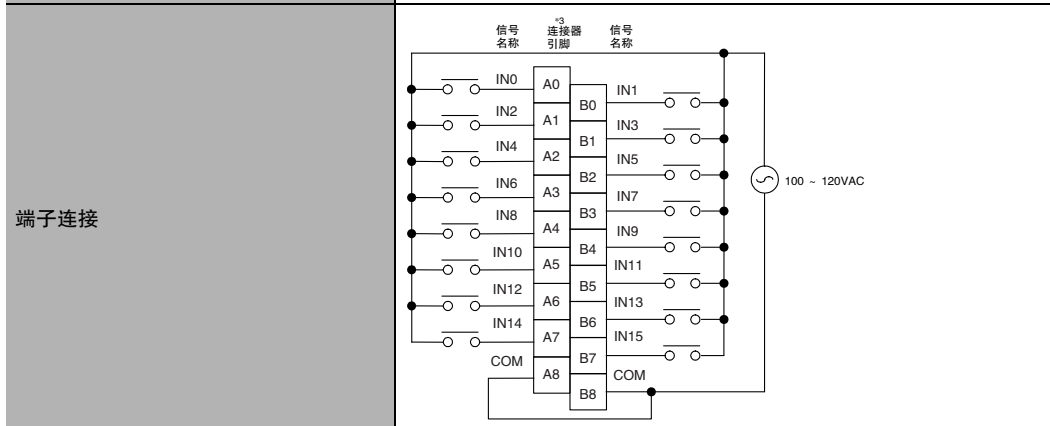 端子连接
信号
名称
*3
连接器
引脚
信号
名称
IN0 A0
B0 IN1
IN2 A1
B1 IN3
IN4 A2
B2 IN5
IN6 A3
B3 IN7
IN8 A4
B4 IN9
IN10 A5
B5 IN11
IN12 A6
B6 IN13
IN14 A7
B7 IN15
COM A8
B8 COM
100 ~ 120VAC